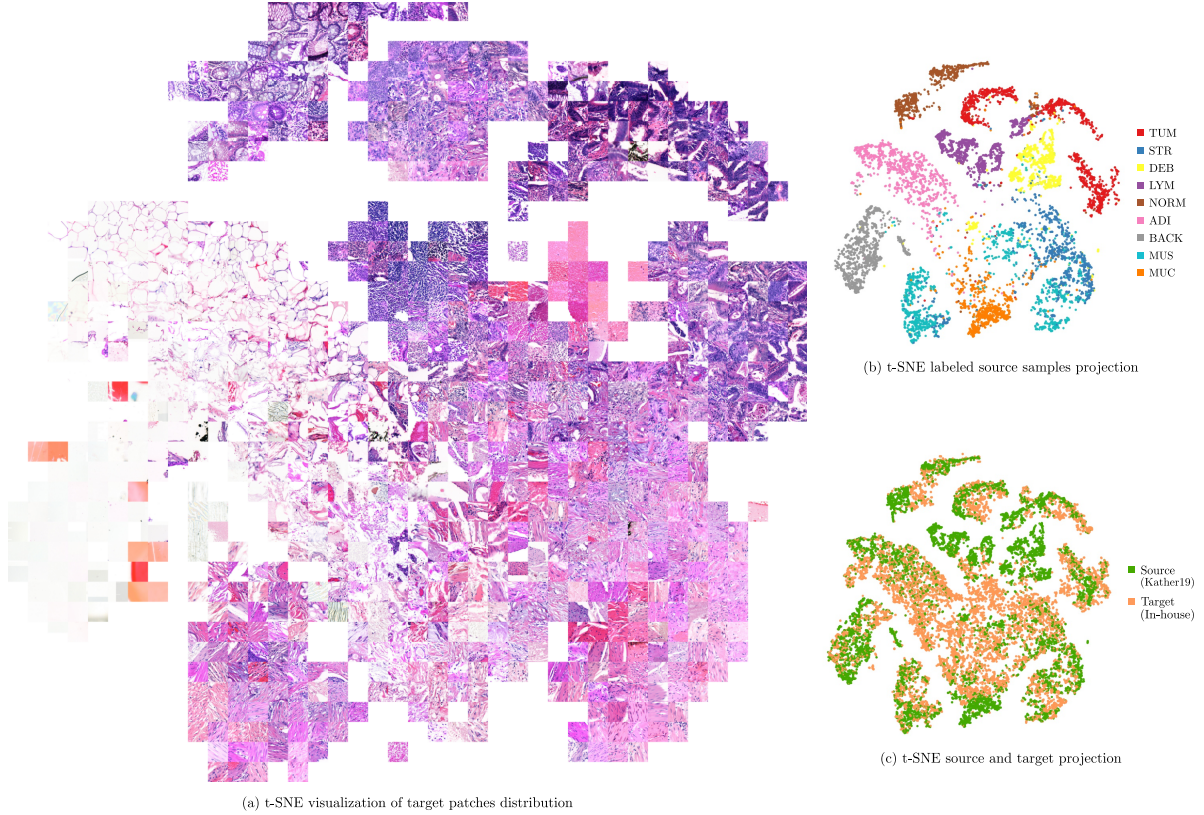 TUM
STR
DEB
LYM
NORM
ADI
BACK
MUS
MUC
(b) t-SNE labeled source samples projection
Source
(Kather19)
Target
(In-house)
(c) t-SNE source and target projection
(a) t-SNE visualization of target patches distribution